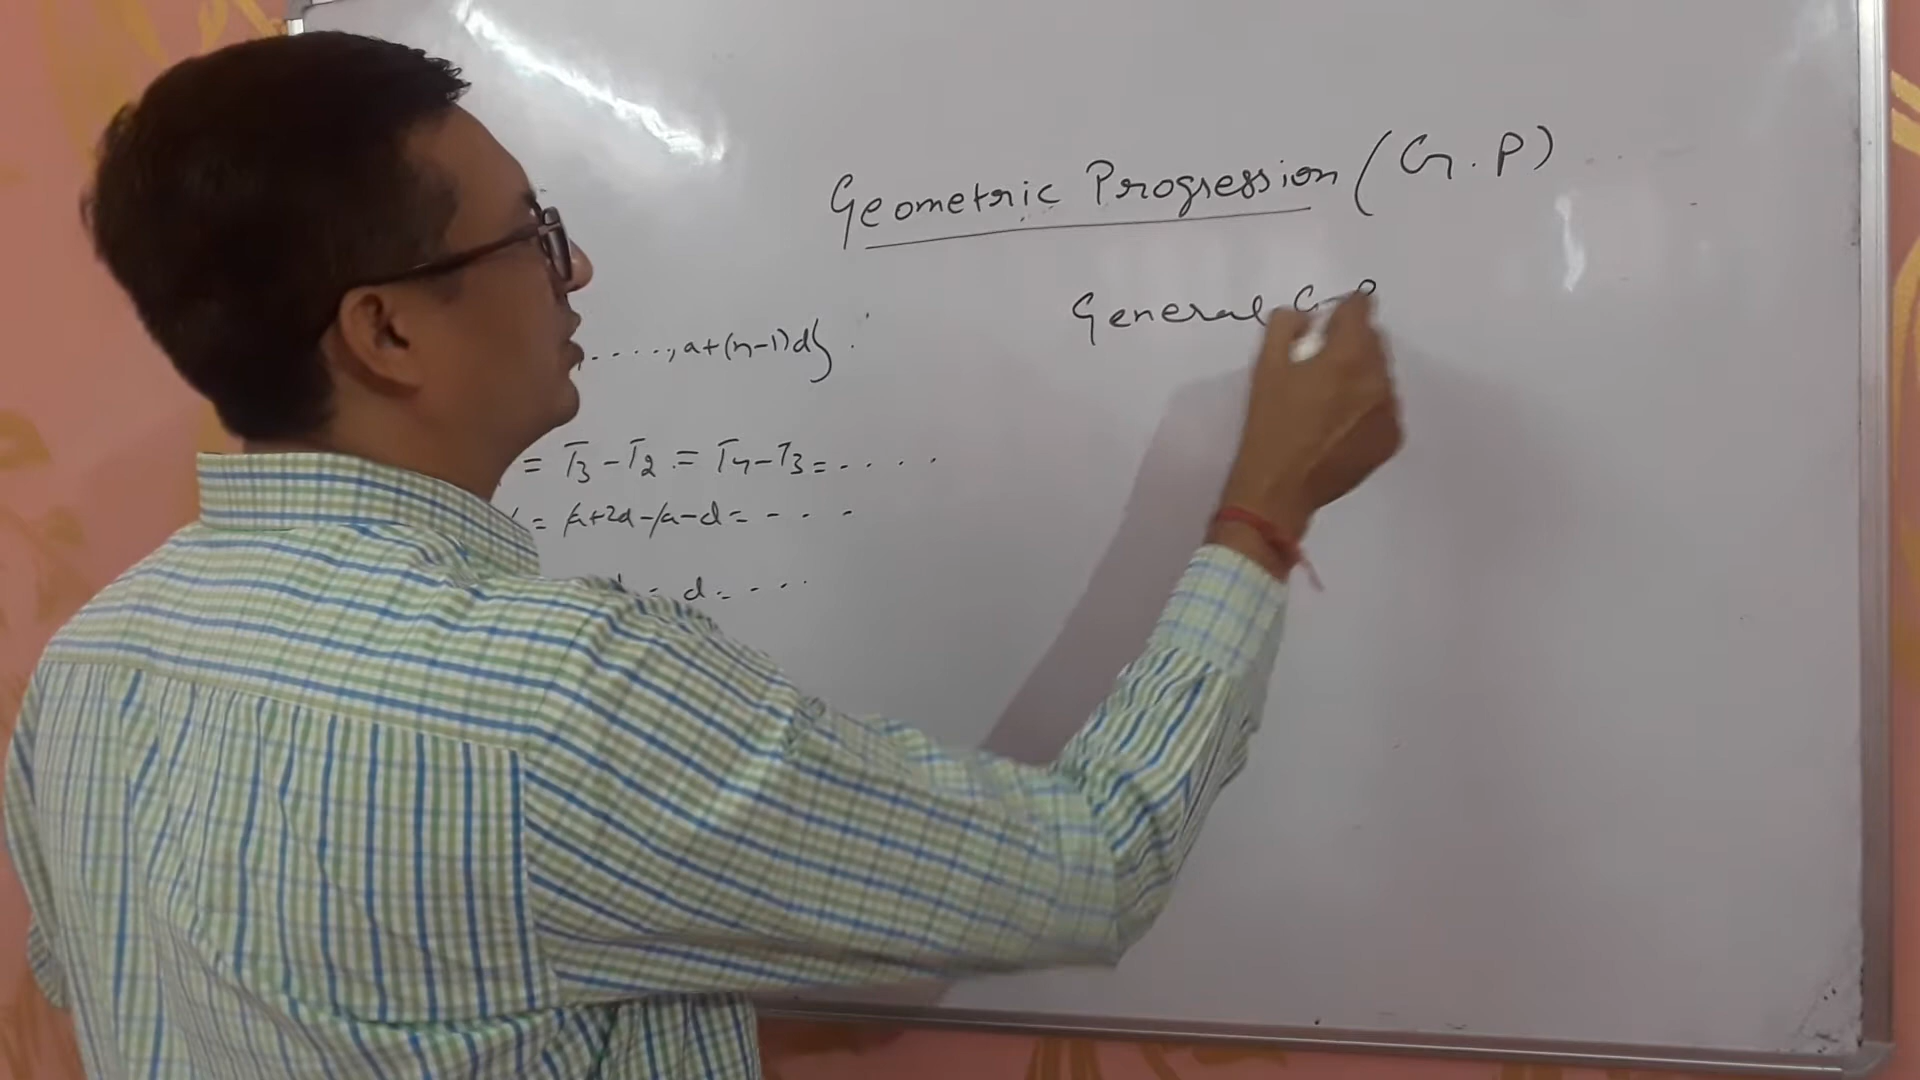 Geometric Progression (G.P)
General G.P
....., a+(n-1)d}
= T3-T2 = T4-T3 = ....
= a+2d-a-d = ...
= d = ...